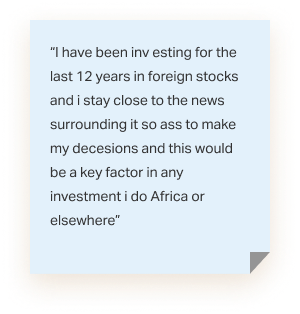 “I have been inv esting for the
last 12 years in foreign stocks
and i stay close to the news
surrounding it so ass to make
my decesions and this would
be a key factor in any
investment i do Africa or
elsewhere”